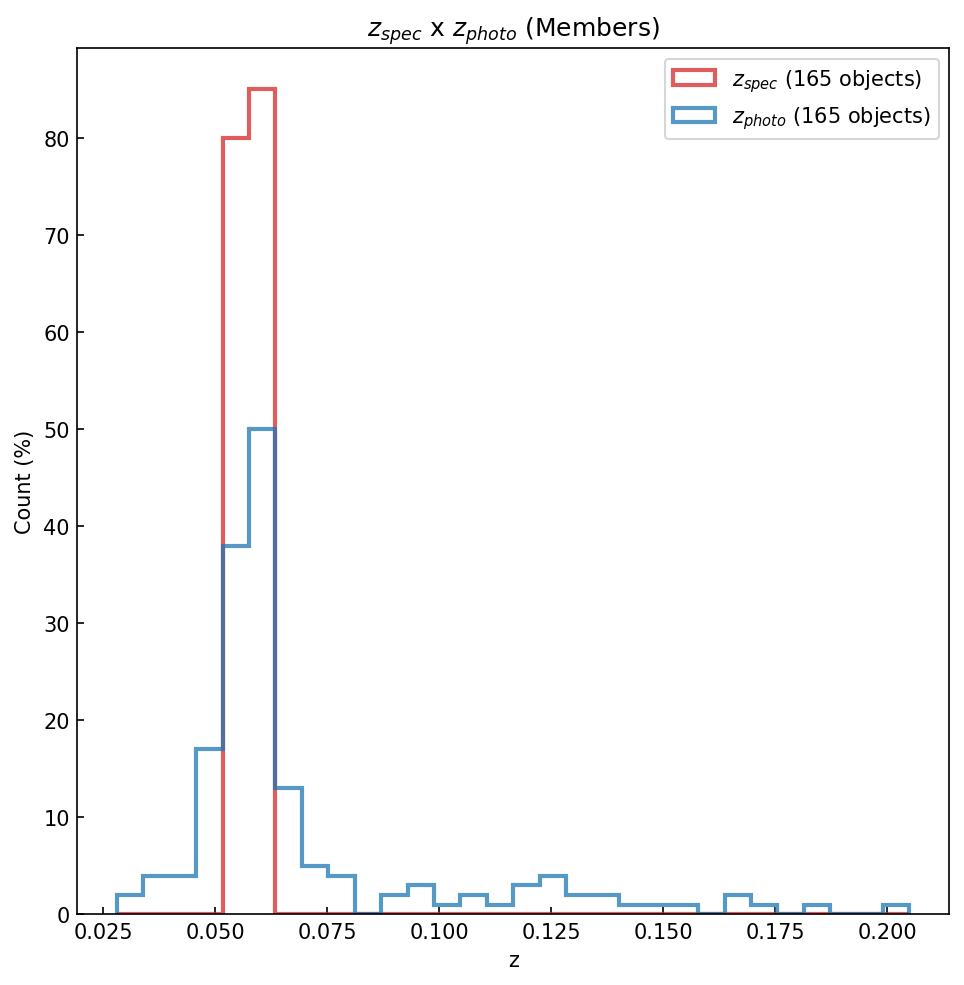 z_spec x z_photo (Members)
z_spec (165 objects)
z_photo (165 objects)
Count (%)
80
70
60
50
40
30
20
10
0
0.025 0.050 0.075 0.100 0.125 0.150 0.175 0.200
z